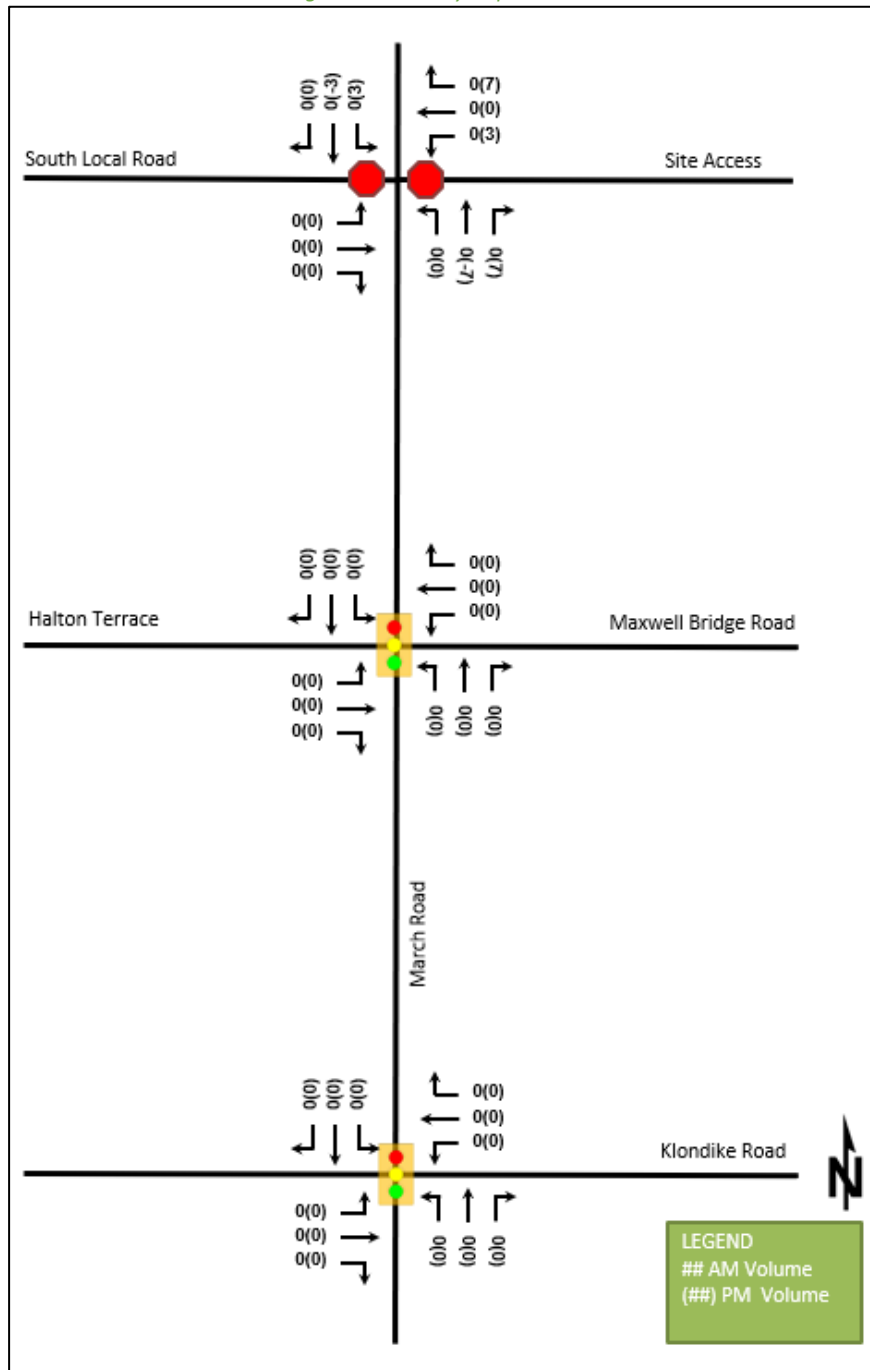 0(0) 0(-3) 0(3)
0(7)
0(0)
0(3)
South Local Road
Site Access
0(0)
0(0)
0(0)
0(0) 0(-7) 0(7)
0(0) 0(0) 0(0)
0(0)
0(0)
0(0)
Halton Terrace
Maxwell Bridge Road
0(0)
0(0)
0(0)
0(0) 0(0) 0(0)
March Road
0(0) 0(0) 0(0)
0(0)
0(0)
0(0)
Klondike Road
0(0)
0(0)
0(0)
0(0) 0(0) 0(0)
N
LEGEND
## AM Volume
(##) PM Volume